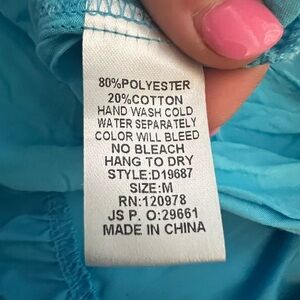 80%POLYESTER
20%COTTON
HAND WASH COLD
WATER SEPARATELY
COLOR WILL BLEED
NO BLEACH
HANG TO DRY
STYLE:D19687
SIZE:M
RN:120978
JS P. O:29661
MADE IN CHINA